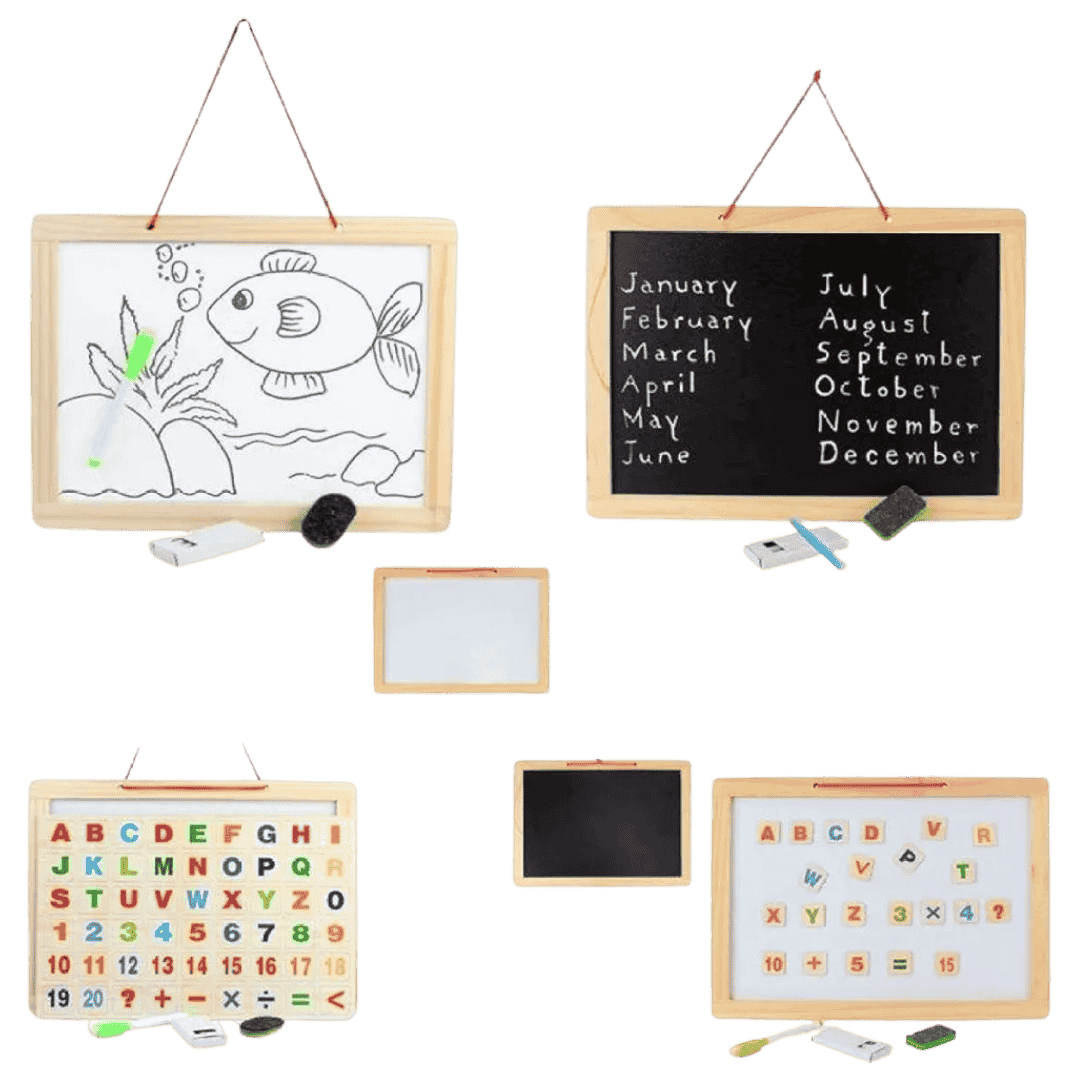 January
February
March
April
May
June
July
August
September
October
November
December
A B C D E F G H I
J K L M N O P Q R
S T U V W X Y Z 0
1 2 3 4 5 6 7 8 9
10 11 12 13 14 15 16 17 18
19 20 ? + - × ÷ = <
A B C D V R
W V P T
X Y Z 3 × 4 ?
10 + 5 = 15